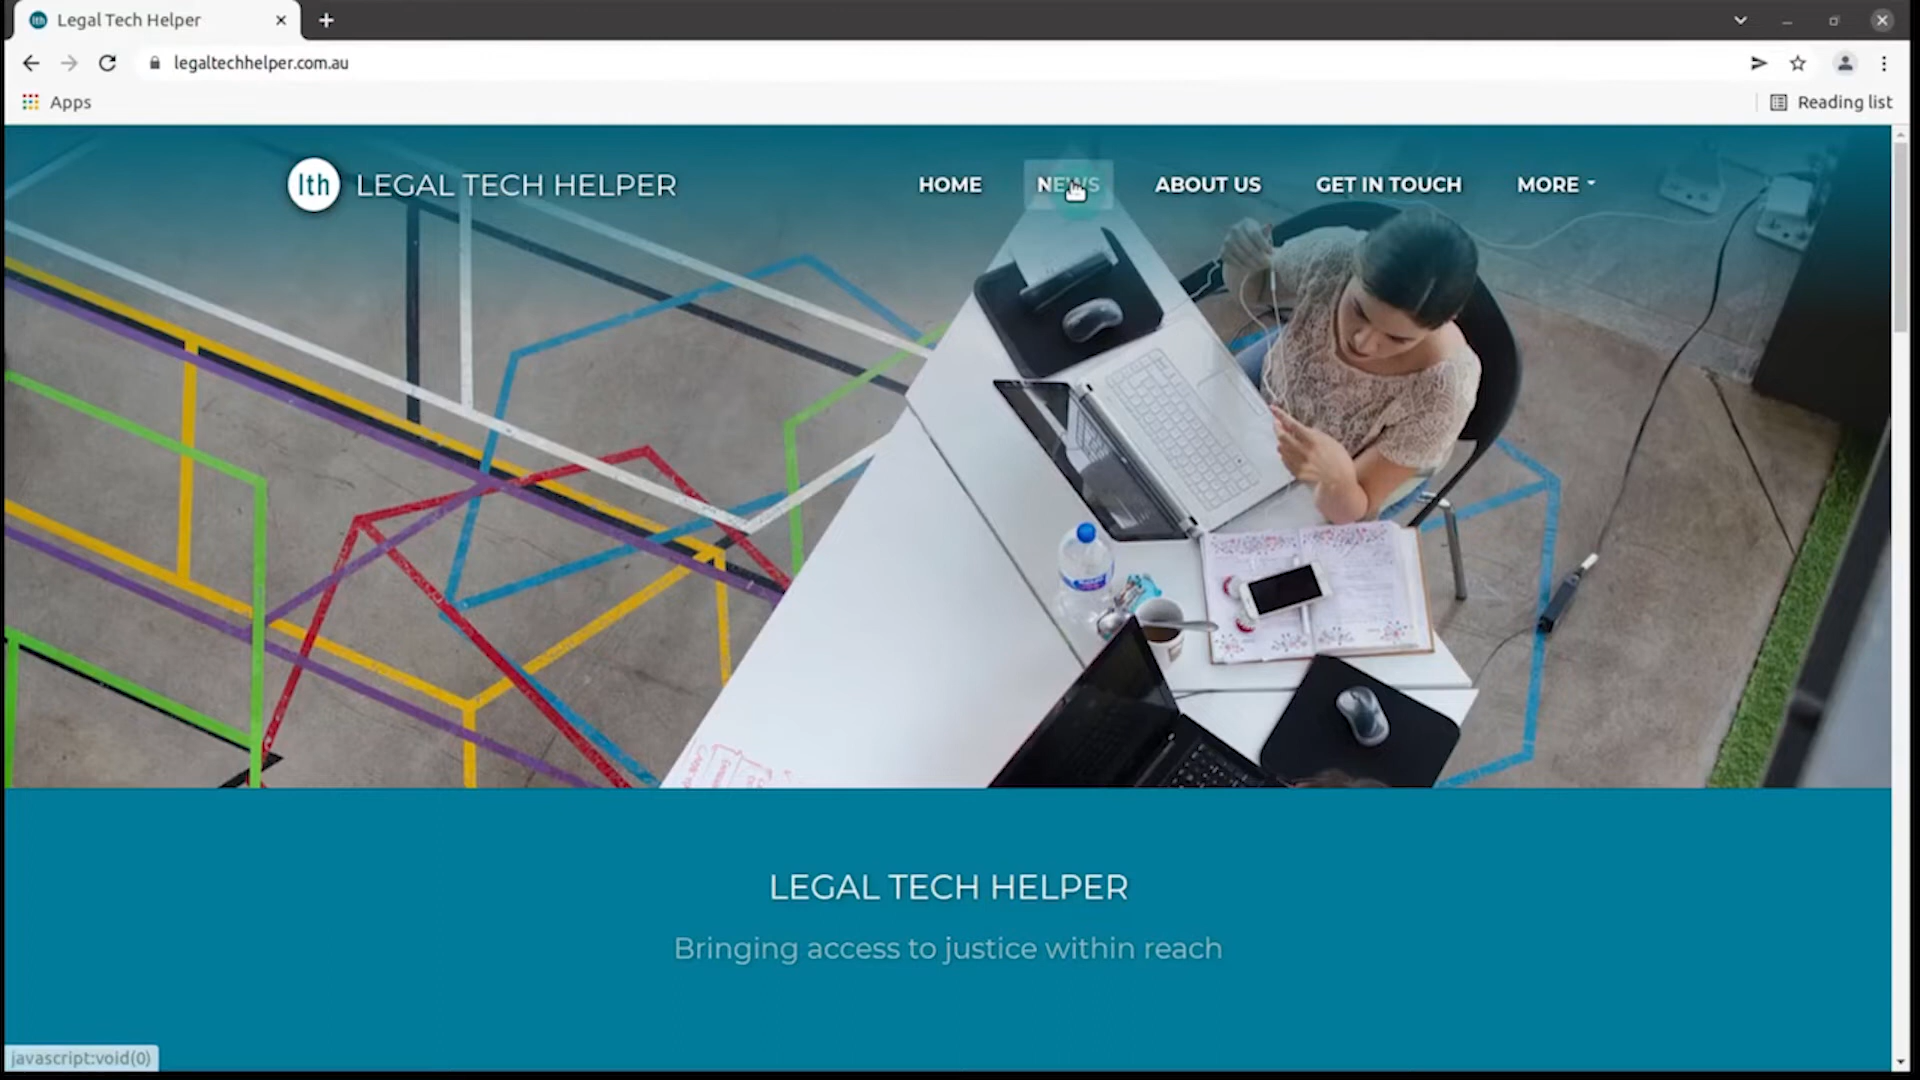 Legal Tech Helper
legaltechhelper.com.au
Apps
Reading list
lth LEGAL TECH HELPER
HOME NEWS ABOUT US GET IN TOUCH MORE
LEGAL TECH HELPER
Bringing access to justice within reach
javascript:void(0)